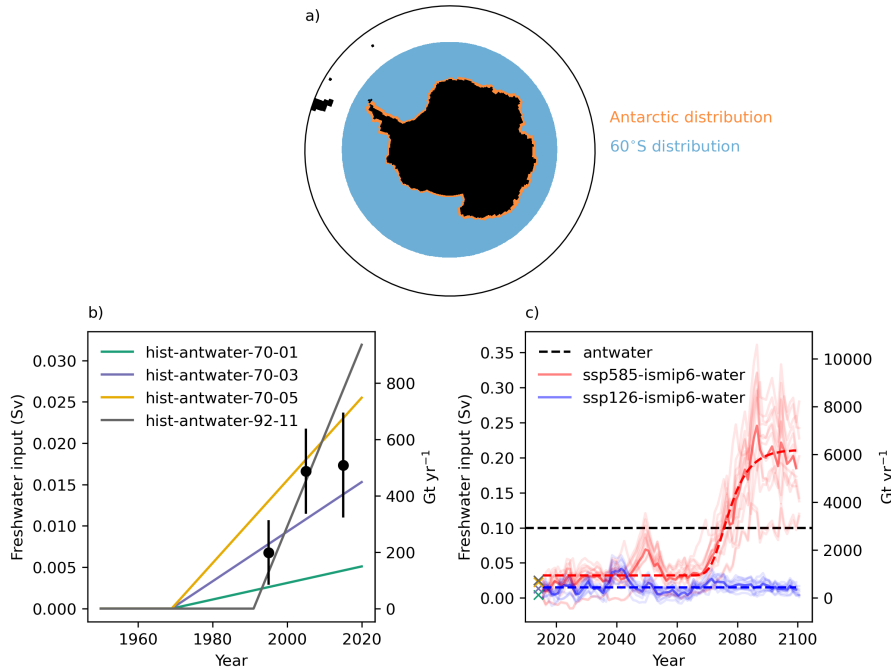 a)
Antarctic distribution
60°S distribution
b)
hist-antwater-70-01
hist-antwater-70-03
hist-antwater-70-05
hist-antwater-92-11
Freshwater input (Sv)
0.030
0.025
0.020
0.015
0.010
0.005
0.000
800
600
400
200
0
Gt yr⁻¹
1960
1980
2000
2020
Year
c)
antwater
ssp585-ismip6-water
ssp126-ismip6-water
Freshwater input (Sv)
0.35
0.30
0.25
0.20
0.15
0.10
0.05
0.00
10000
8000
6000
4000
2000
0
Gt yr⁻¹
2020
2040
2060
2080
2100
Year